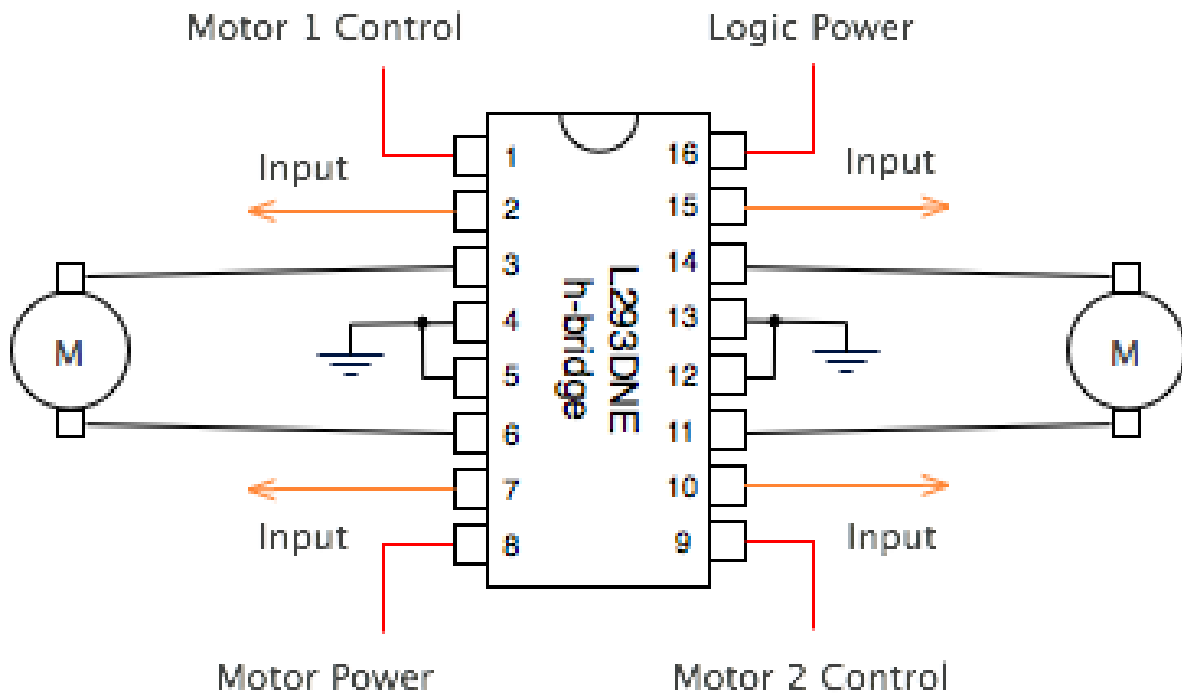 Motor 1 Control
Logic Power
Input
Input
1
16
2
15
3
14
4
13
5
12
6
11
7
10
8
9
L293DNE
h-bridge
M
M
Input
Input
Motor Power
Motor 2 Control